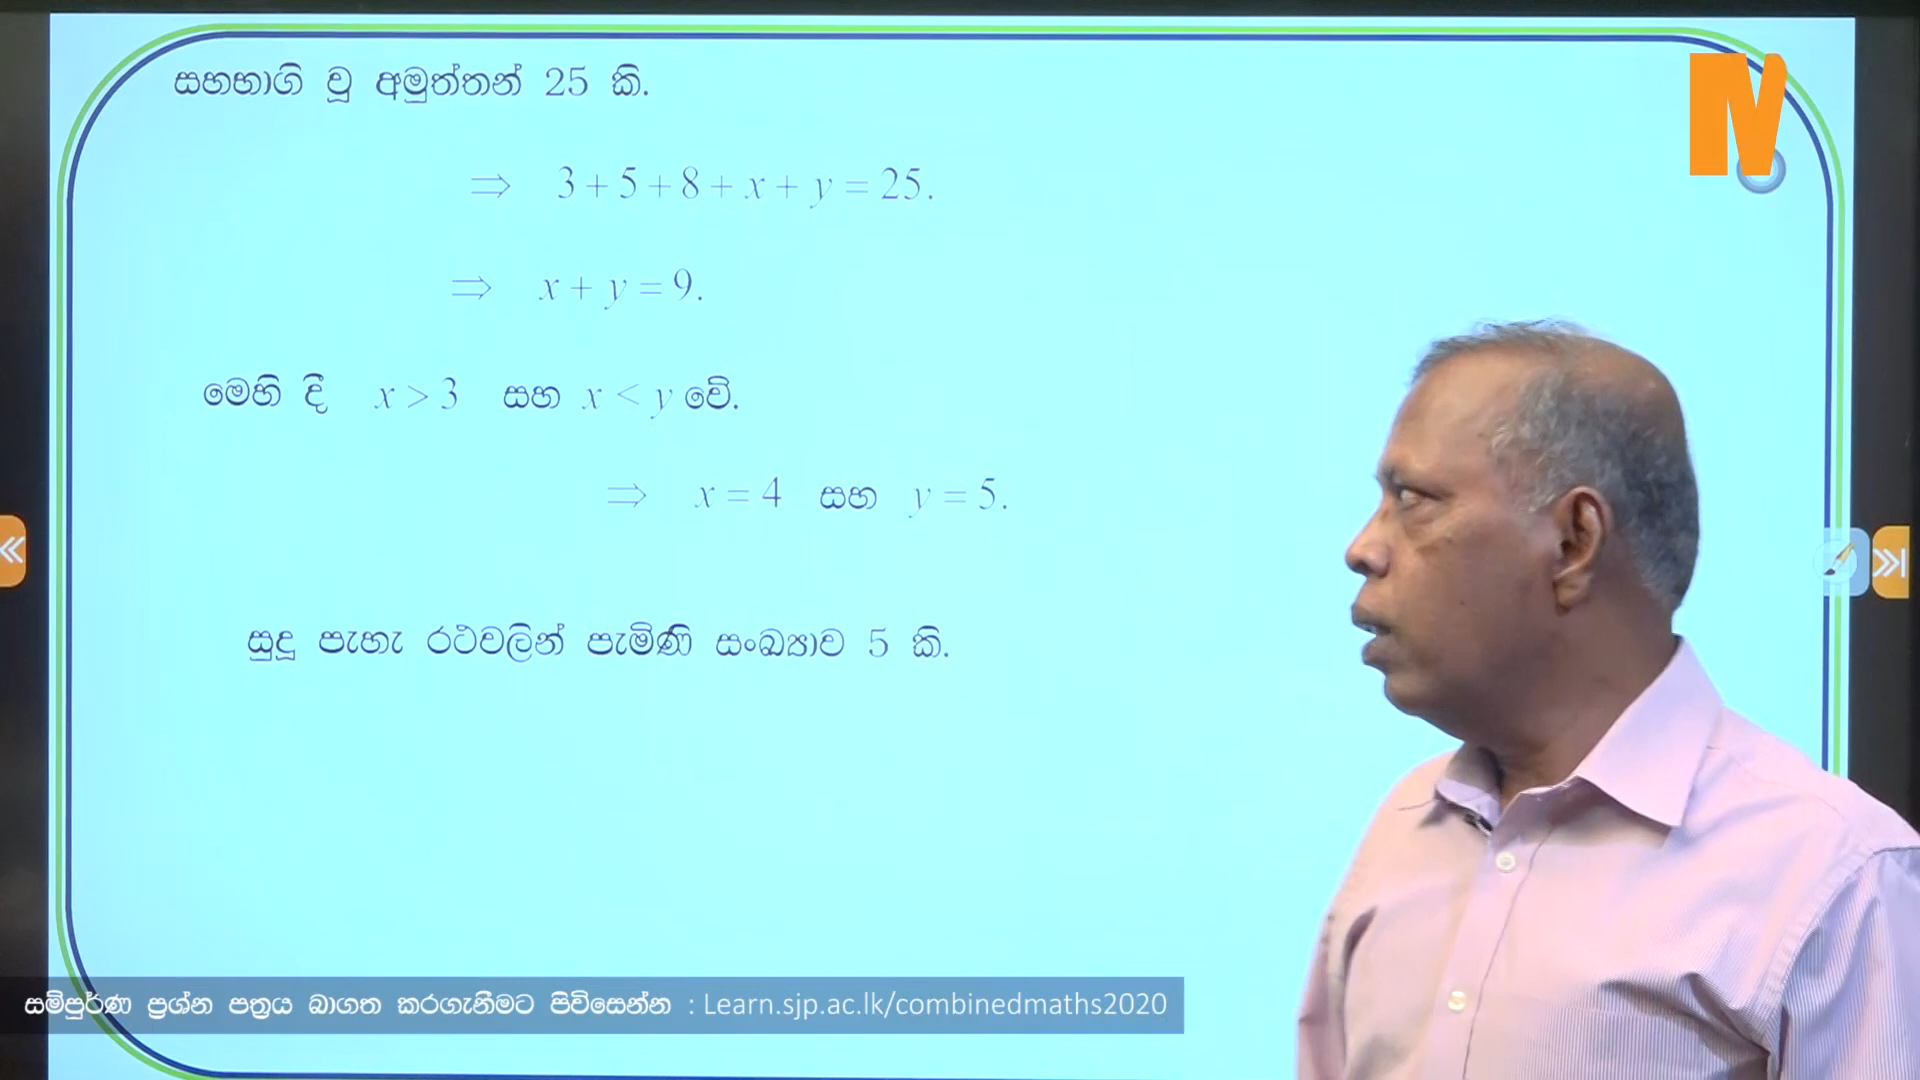 සහභාගි වූ අමුත්තන් 25 කි.
⇒ 3 + 5 + 8 + x + y = 25.
⇒ x + y = 9.
මෙහි දී x > 3 සහ x < y වේ.
⇒ x = 4 සහ y = 5.
සුදු පැහැ රථවලින් පැමිණි සංඛ්‍යාව 5 කි.
සම්පුර්ණ ප්‍රශ්න පත්‍රය බාගත කරගැනීමට පිවිසෙන්න : Learn.sjp.ac.lk/combinedmaths2020